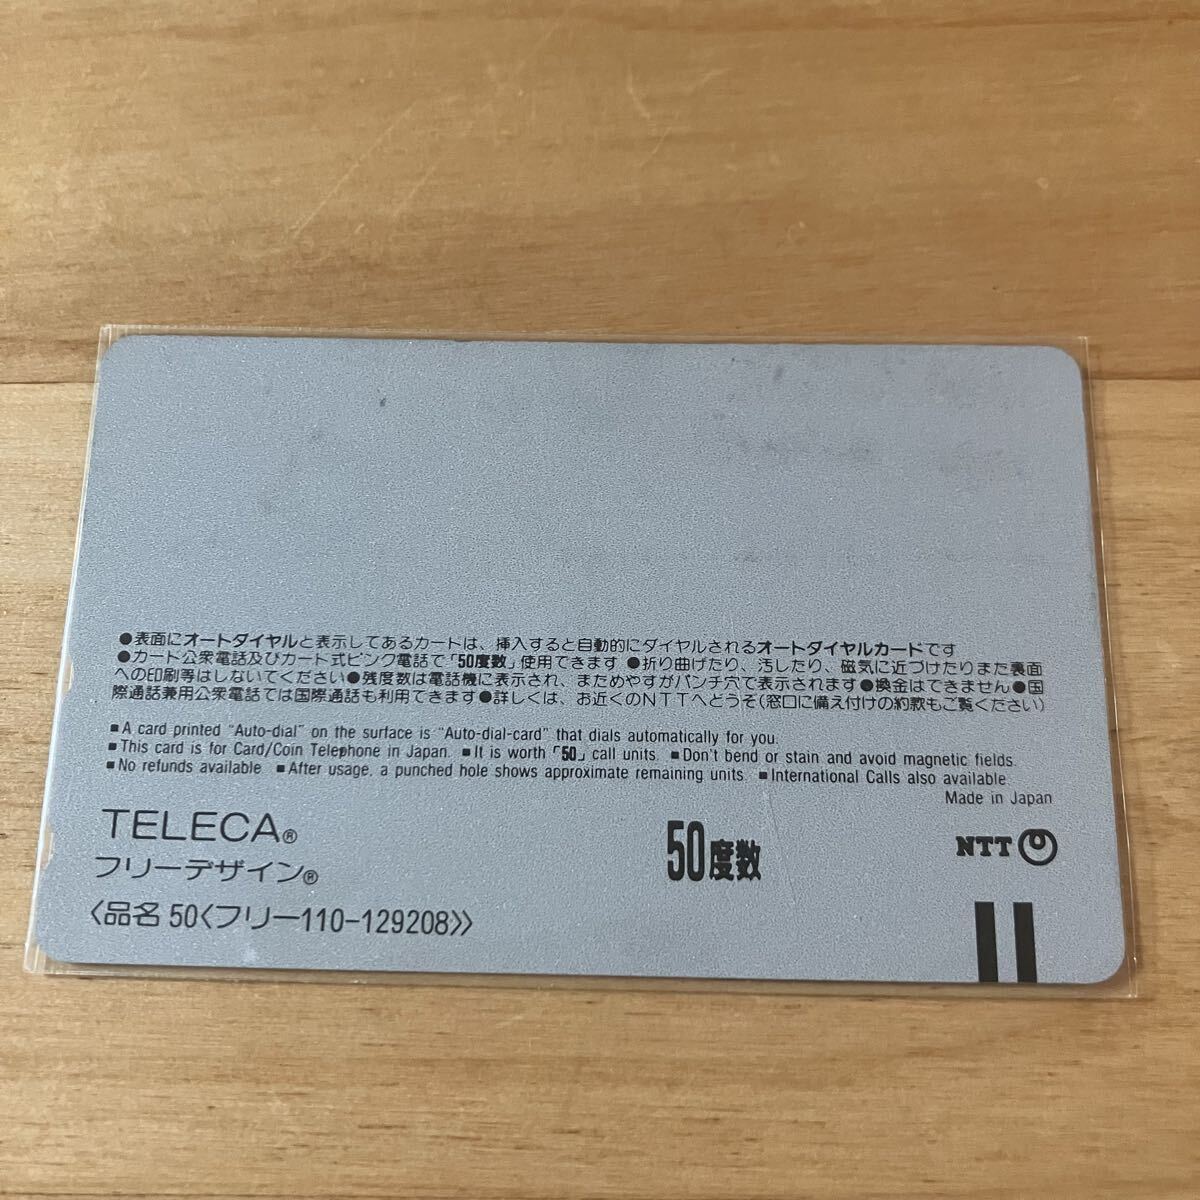 ●表面にオートダイヤルと表示してあるカードは、挿入すると自動的にダイヤルされるオートダイヤルカードです
●カード公衆電話及びカード式ピンク電話で「50度数」使用できます ●折り曲げたり、汚したり、磁気に近づけたりまた裏面
への印刷等はしないでください●残度数は電話機に表示され、まためやすがパンチ穴で表示されます●換金はできません●国
際通話兼用公衆電話では国際通話も利用できます●詳しくは、お近くのNTTへどうぞ(窓口に備え付けの約款もご覧ください)
■A card printed "Auto-dial" on the surface is "Auto-dial-card" that dials automatically for you.
■This card is for Card/Coin Telephone in Japan. ■It is worth「50」call units. ■Don't bend or stain and avoid magnetic fields.
■No refunds available. ■After usage, a punched hole shows approximate remaining units. ■International Calls also available.
Made in Japan
TELECA®
フリーデザイン®
50度数
NTT
〈品名 50〈フリー110-129208〉〉